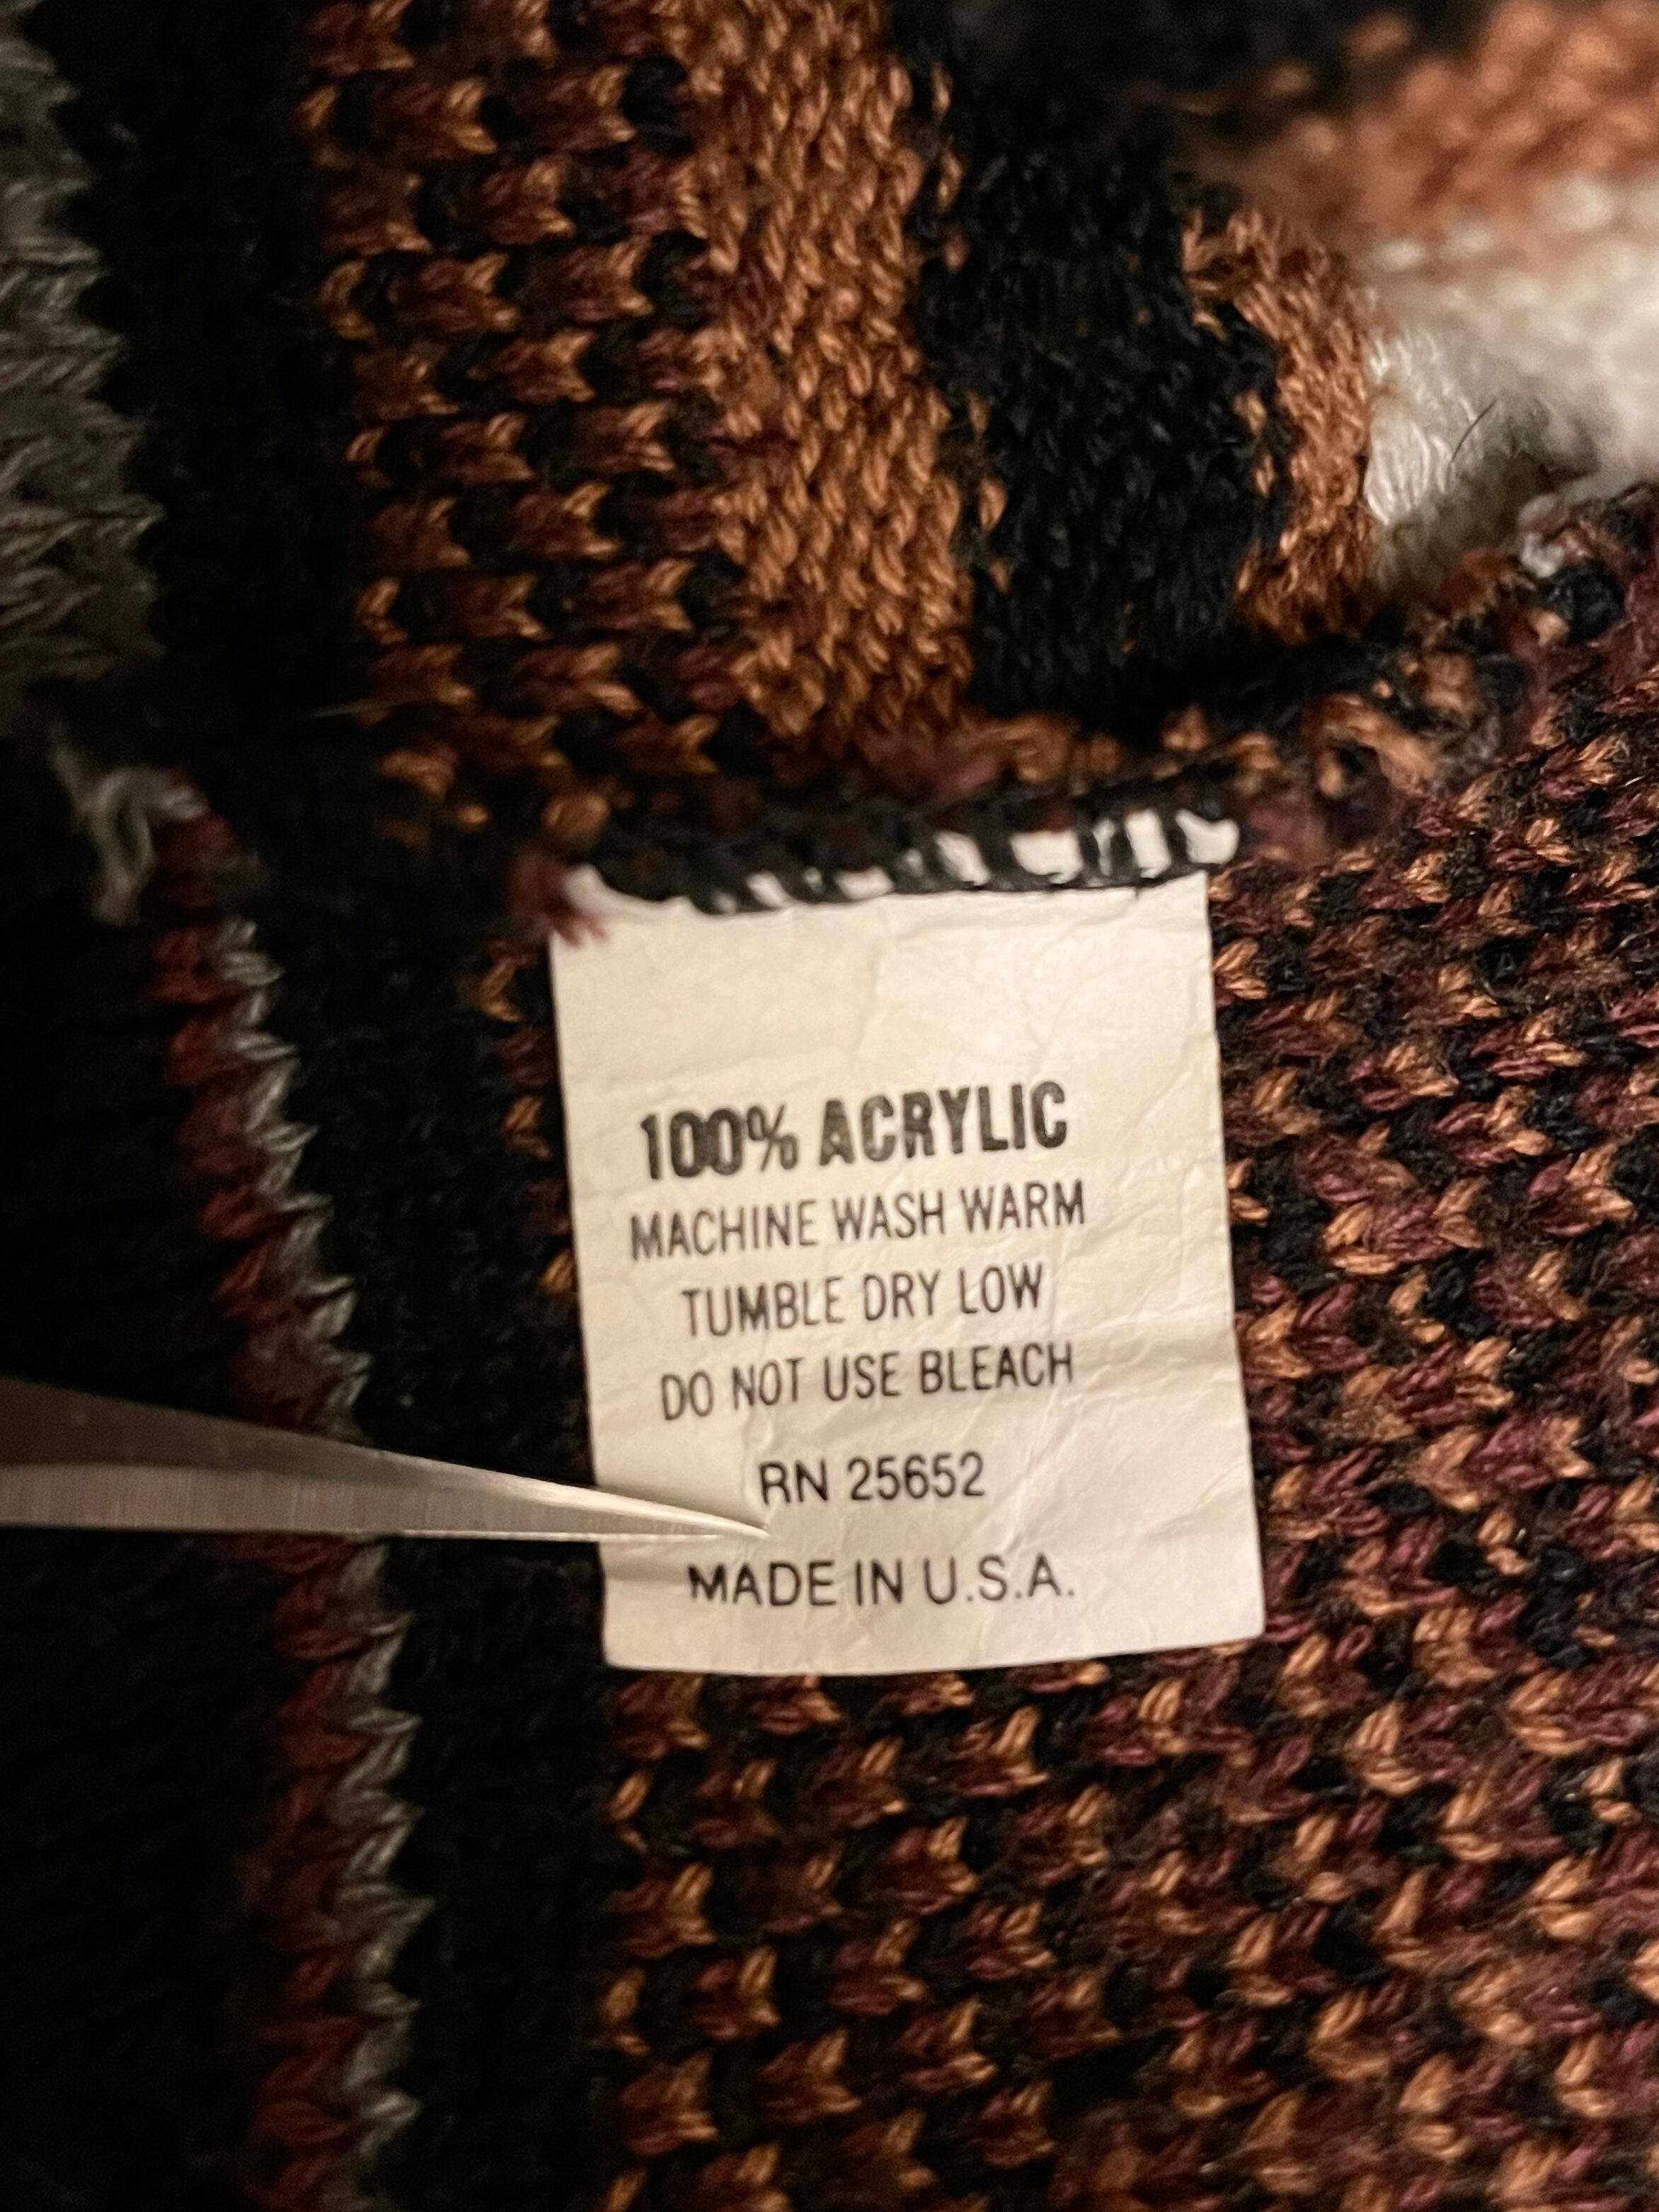 100% ACRYLIC
MACHINE WASH WARM
TUMBLE DRY LOW
DO NOT USE BLEACH
RN 25652
MADE IN U.S.A.